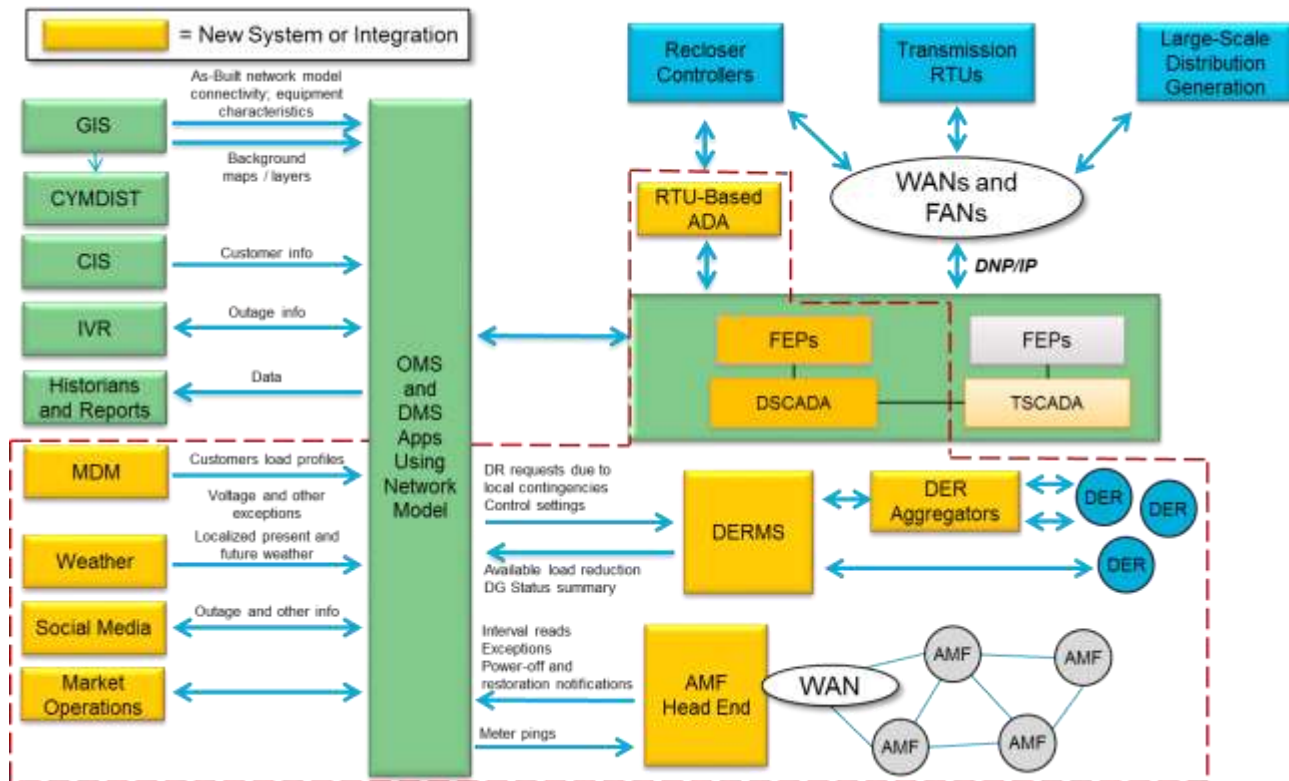 = New System or Integration
As-Built network model
connectivity; equipment
characteristics
GIS
Background
maps / layers
CYMDIST
CIS
Customer info
IVR
Outage info
Historians
and Reports
Data
MDM
Customers load profiles
Voltage and other
exceptions
Weather
Localized present and
future weather
Social Media
Outage and other info
Market
Operations
OMS
and
DMS
Apps
Using
Network
Model
Recloser
Controllers
Transmission
RTUs
Large-Scale
Distribution
Generation
RTU-Based
ADA
WANs and
FANs
DNP/IP
FEPs
DSCADA
FEPs
TSCADA
DR requests due to
local contingencies
Control settings
Available load reduction
DG Status summary
DERMS
DER
Aggregators
DER
DER
DER
Interval reads
Exceptions
Power-off and
restoration notifications
Meter pings
AMF
Head End
WAN
AMF
AMF
AMF
AMF